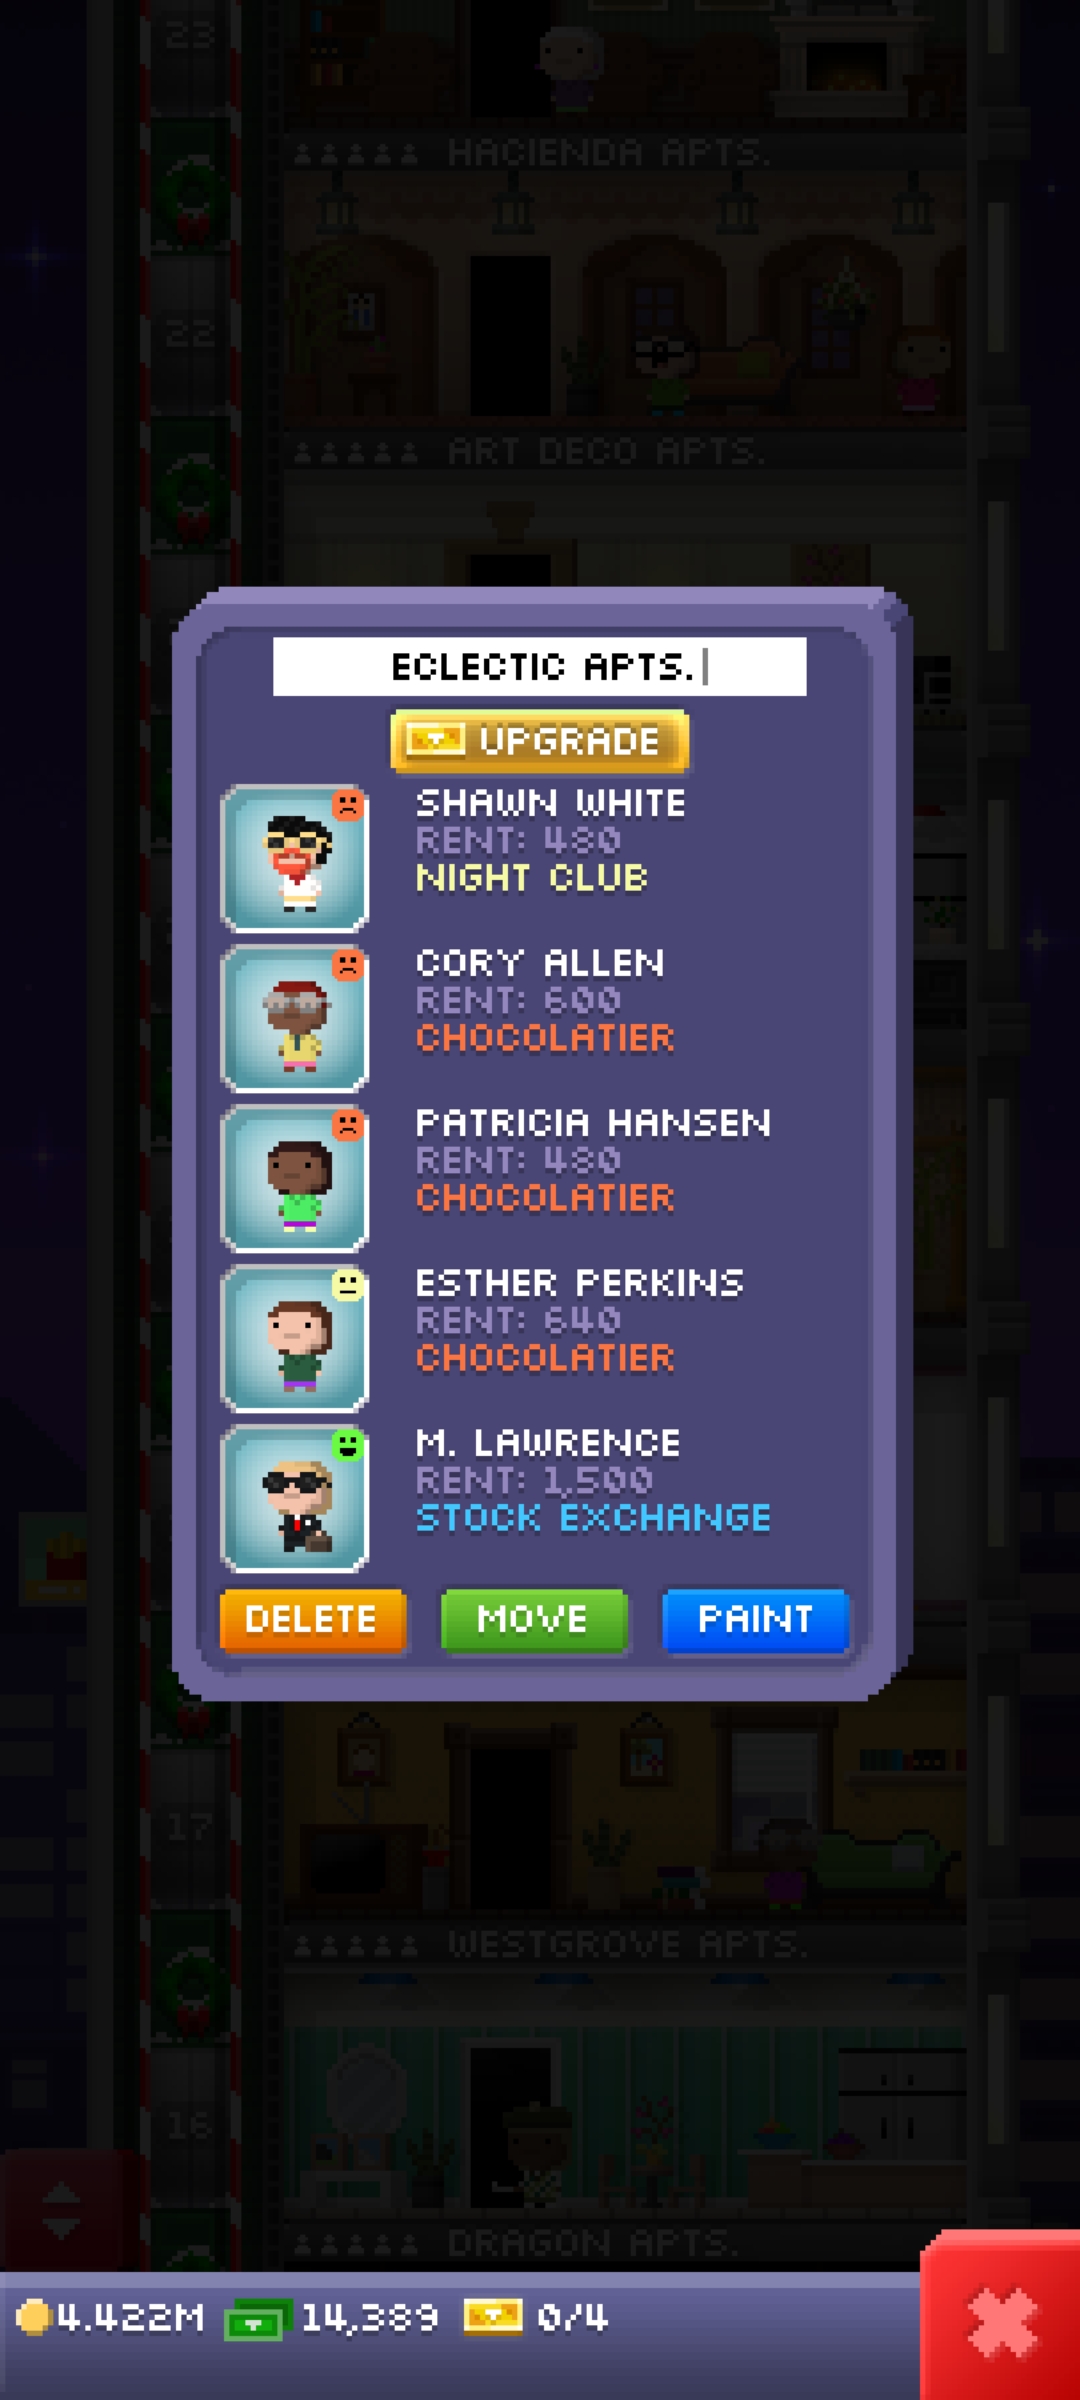 23
HACIENDA APTS.
22
ART DECO APTS.
ECLECTIC APTS.
UPGRADE
SHAWN WHITE
RENT: 480
NIGHT CLUB
CORY ALLEN
RENT: 600
CHOCOLATIER
PATRICIA HANSEN
RENT: 480
CHOCOLATIER
ESTHER PERKINS
RENT: 640
CHOCOLATIER
M. LAWRENCE
RENT: 1,500
STOCK EXCHANGE
DELETE MOVE PAINT
17
WESTGROVE APTS.
16
DRAGON APTS.
4.422M 14,389 0/4